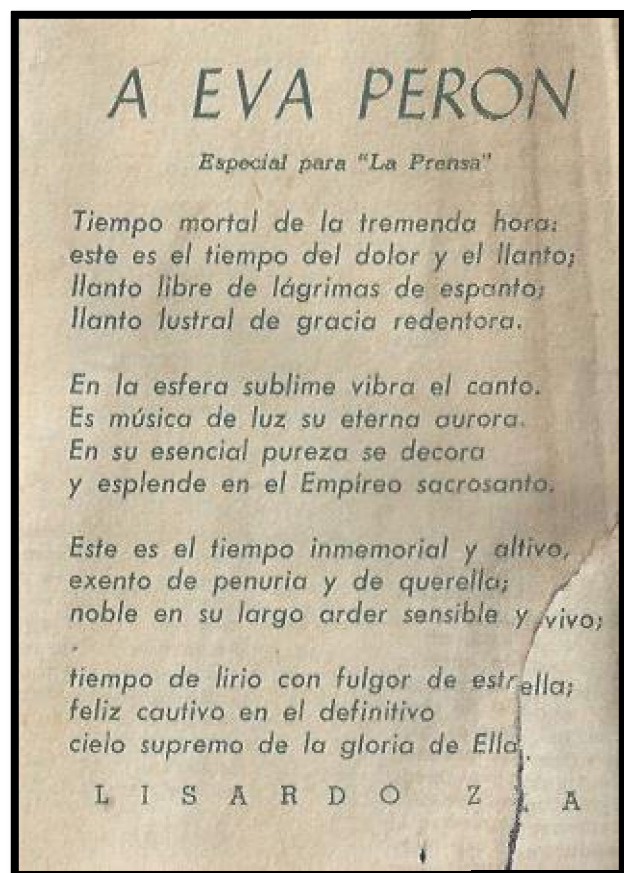 A EVA PERON
Especial para "La Prensa"
Tiempo mortal de la tremenda hora:
este es el tiempo del dolor y el llanto;
llanto libre de lágrimas de espanto;
llanto lustral de gracia redentora.
En la esfera sublime vibra el canto.
Es música de luz su eterna aurora.
En su esencial pureza se decora
y esplende en el Empíreo sacrosanto.
Este es el tiempo inmemorial y altivo,
exento de penuria y de querella;
noble en su largo arder sensible y vivo;
tiempo de lirio con fulgor de estrella;
feliz cautivo en el definitivo
cielo supremo de la gloria de Ella.
LISARDO